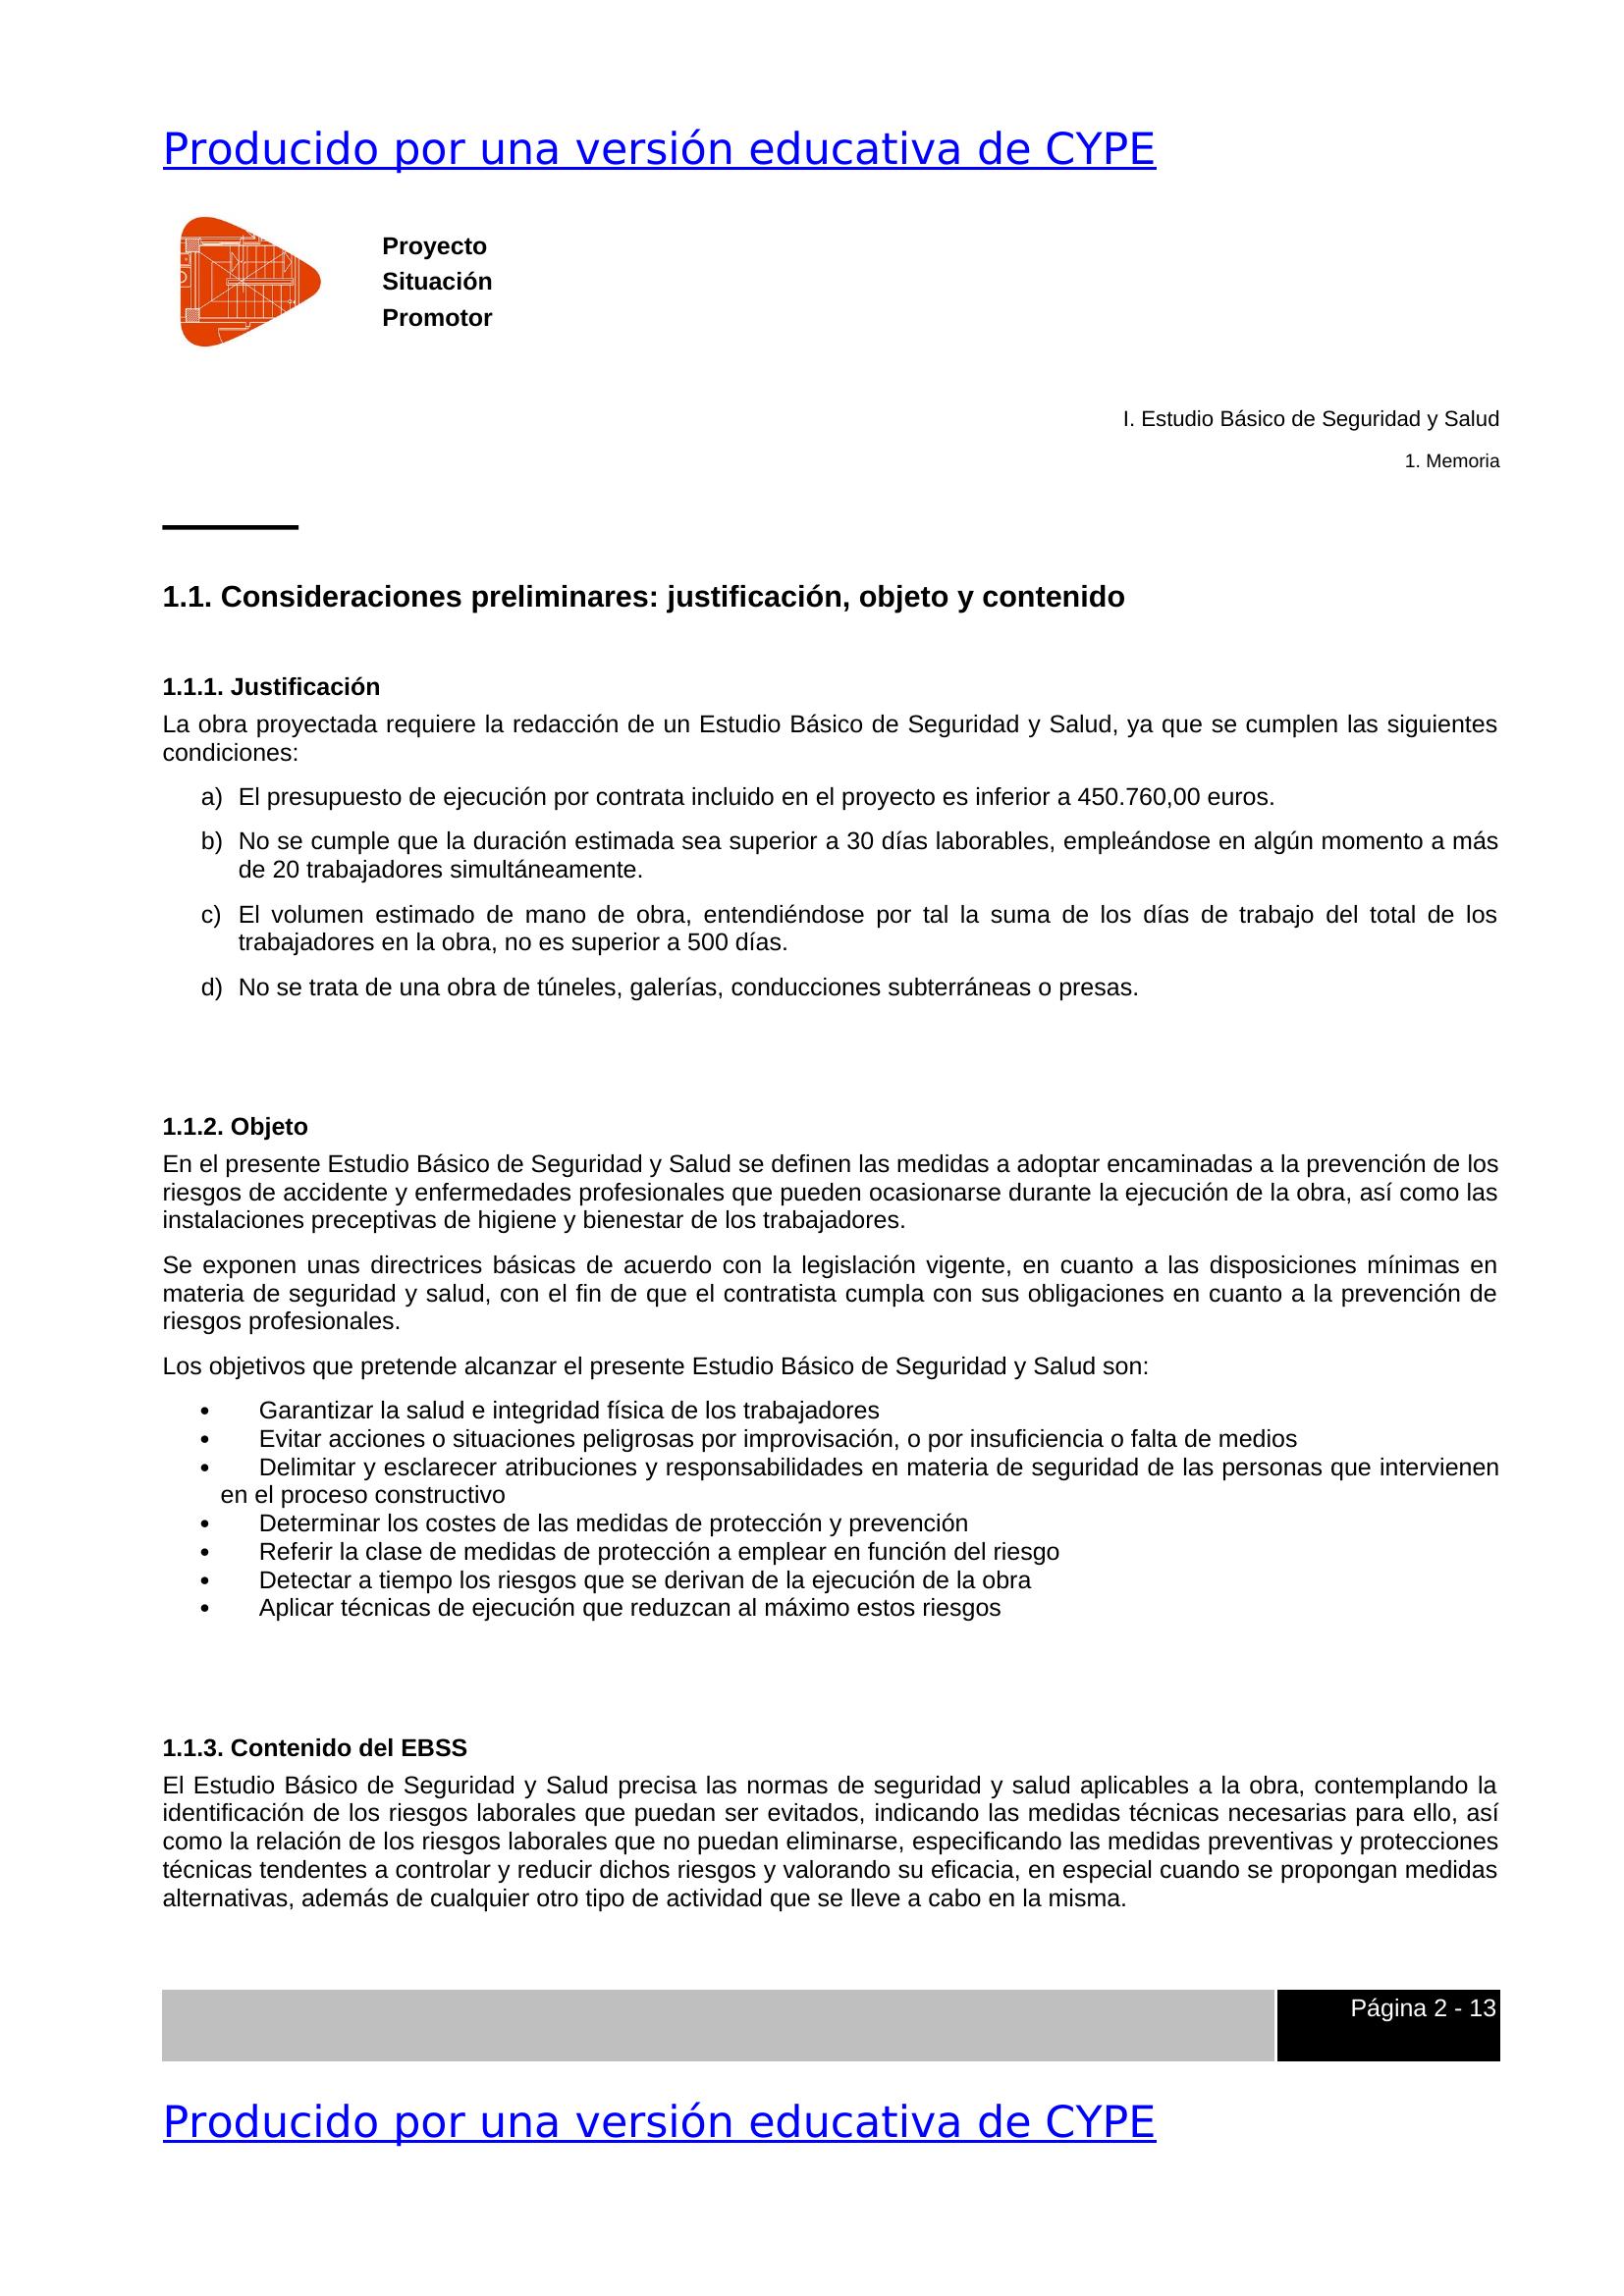 Producido por una versión educativa de CYPE
Proyecto
Situación
Promotor
I. Estudio Básico de Seguridad y Salud
1. Memoria
1.1. Consideraciones preliminares: justificación, objeto y contenido
1.1.1. Justificación
La obra proyectada requiere la redacción de un Estudio Básico de Seguridad y Salud, ya que se cumplen las siguientes
condiciones:
a) El presupuesto de ejecución por contrata incluido en el proyecto es inferior a 450.760,00 euros.
b) No se cumple que la duración estimada sea superior a 30 días laborables, empleándose en algún momento a más
de 20 trabajadores simultáneamente.
c) El volumen estimado de mano de obra, entendiéndose por tal la suma de los días de trabajo del total de los
trabajadores en la obra, no es superior a 500 días.
d) No se trata de una obra de túneles, galerías, conducciones subterráneas o presas.
1.1.2. Objeto
En el presente Estudio Básico de Seguridad y Salud se definen las medidas a adoptar encaminadas a la prevención de los
riesgos de accidente y enfermedades profesionales que pueden ocasionarse durante la ejecución de la obra, así como las
instalaciones preceptivas de higiene y bienestar de los trabajadores.
Se exponen unas directrices básicas de acuerdo con la legislación vigente, en cuanto a las disposiciones mínimas en
materia de seguridad y salud, con el fin de que el contratista cumpla con sus obligaciones en cuanto a la prevención de
riesgos profesionales.
Los objetivos que pretende alcanzar el presente Estudio Básico de Seguridad y Salud son:
• Garantizar la salud e integridad física de los trabajadores
• Evitar acciones o situaciones peligrosas por improvisación, o por insuficiencia o falta de medios
• Delimitar y esclarecer atribuciones y responsabilidades en materia de seguridad de las personas que intervienen
en el proceso constructivo
• Determinar los costes de las medidas de protección y prevención
• Referir la clase de medidas de protección a emplear en función del riesgo
• Detectar a tiempo los riesgos que se derivan de la ejecución de la obra
• Aplicar técnicas de ejecución que reduzcan al máximo estos riesgos
1.1.3. Contenido del EBSS
El Estudio Básico de Seguridad y Salud precisa las normas de seguridad y salud aplicables a la obra, contemplando la
identificación de los riesgos laborales que puedan ser evitados, indicando las medidas técnicas necesarias para ello, así
como la relación de los riesgos laborales que no puedan eliminarse, especificando las medidas preventivas y protecciones
técnicas tendentes a controlar y reducir dichos riesgos y valorando su eficacia, en especial cuando se propongan medidas
alternativas, además de cualquier otro tipo de actividad que se lleve a cabo en la misma.
Página 2 - 13
Producido por una versión educativa de CYPE